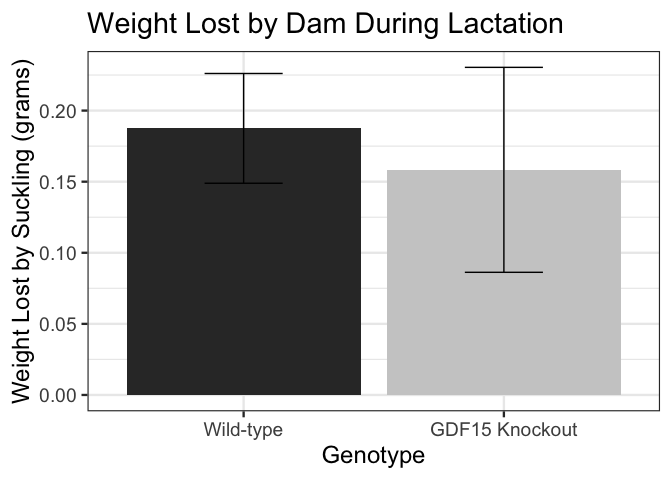 Weight Lost by Dam During Lactation
Weight Lost by Suckling (grams)
0.20
0.15
0.10
0.05
0.00
Wild-type
GDF15 Knockout
Genotype